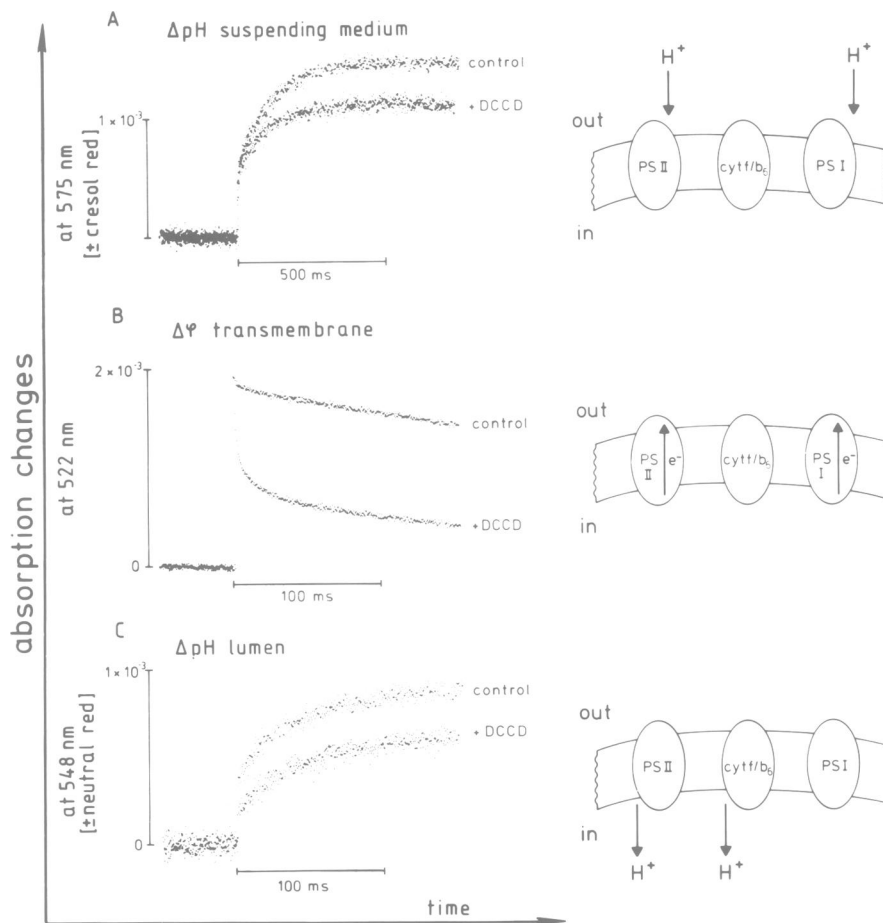 absorption changes
time
A
ΔpH suspending medium
at 575 nm
[± cresol red]
1 × 10⁻³
control
+ DCCD
500 ms
out
in
H⁺
H⁺
PS II
cytf/b₆
PS I
B
Δφ transmembrane
at 522 nm
2 × 10⁻³
0
control
+ DCCD
100 ms
out
in
PS II
e⁻
cytf/b₆
PS I
e⁻
C
ΔpH lumen
at 548 nm
[±neutral red]
1 × 10⁻³
0
control
+ DCCD
100 ms
out
in
PS II
cytf/b₆
PS I
H⁺
H⁺